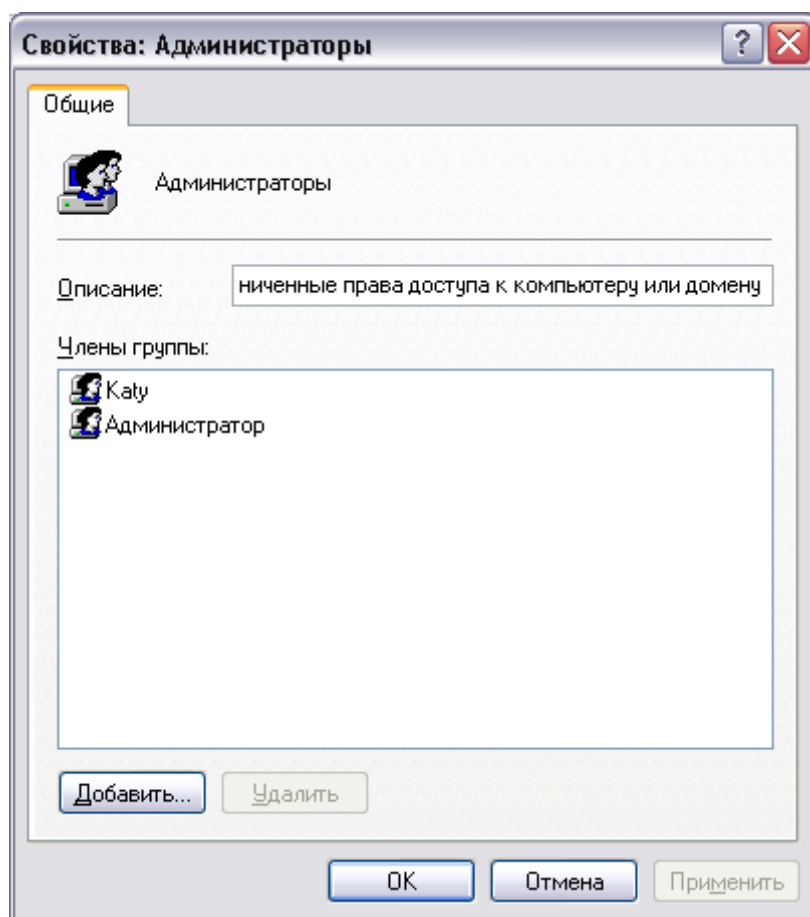 Свойства: Администраторы
Общие
Администраторы
Описание: ниченные права доступа к компьютеру или домену
Члены группы:
Katy
Администратор
Добавить... Удалить
OK Отмена Применить